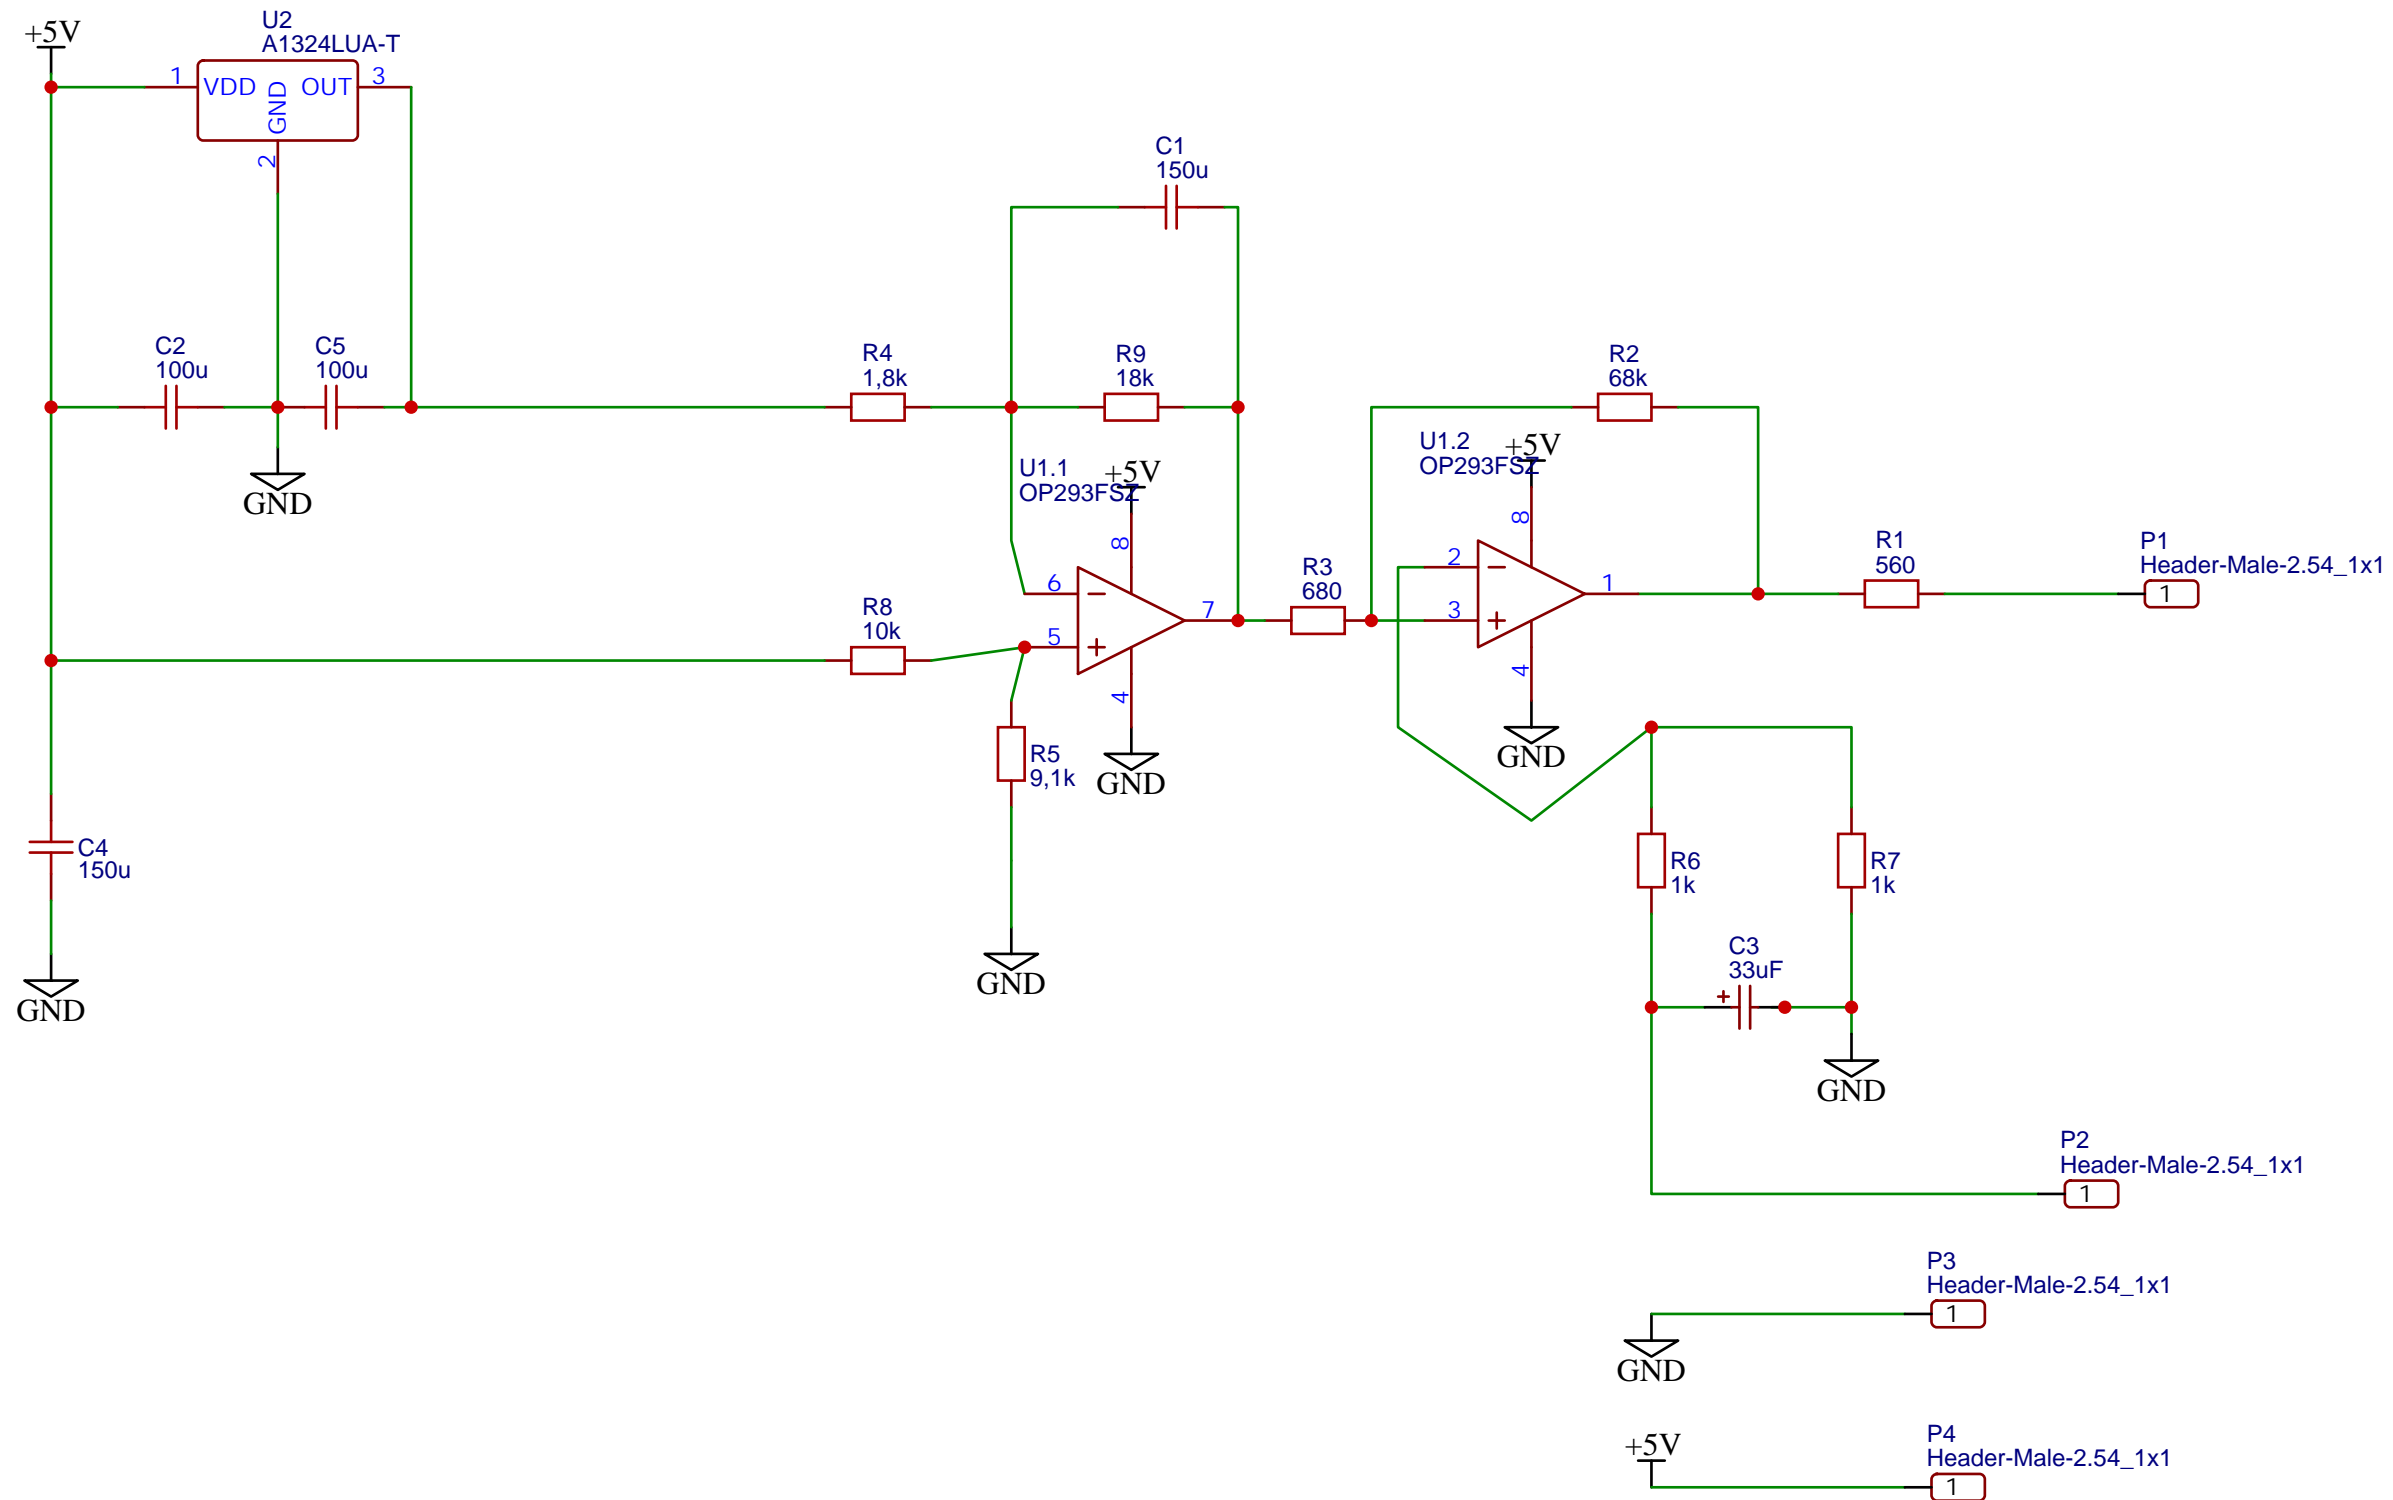 +5V
U2
A1324LUA-T
1
VDD
GND
OUT
3
2
C1
150u
C2
100u
C5
100u
GND
R4
1,8k
R9
18k
R2
68k
U1.1
OP293FSZ
+5V
8
6
5
7
4
GND
U1.2
OP293FSZ
+5V
8
2
3
1
4
GND
R3
680
R1
560
P1
Header-Male-2.54_1x1
1
R8
10k
R5
9,1k
GND
C4
150u
GND
R6
1k
R7
1k
C3
33uF
+
GND
P2
Header-Male-2.54_1x1
1
P3
Header-Male-2.54_1x1
1
GND
+5V
P4
Header-Male-2.54_1x1
1